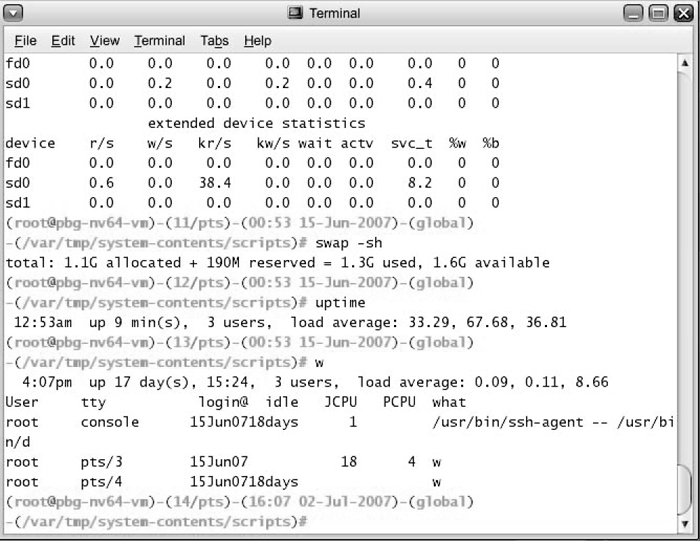 Terminal
File Edit View Terminal Tabs Help
fd0 0.0 0.0 0.0 0.0 0.0 0.0 0.0 0 0
sd0 0.0 0.2 0.0 0.2 0.0 0.0 0.4 0 0
sd1 0.0 0.0 0.0 0.0 0.0 0.0 0.0 0 0
extended device statistics
device r/s w/s kr/s kw/s wait actv svc_t %w %b
fd0 0.0 0.0 0.0 0.0 0.0 0.0 0.0 0 0
sd0 0.6 0.0 38.4 0.0 0.0 0.0 8.2 0 0
sd1 0.0 0.0 0.0 0.0 0.0 0.0 0.0 0 0
(root@pbg-nv64-vm)-(11/pts)-(00:53 15-Jun-2007)-(global)
-(/var/tmp/system-contents/scripts)# swap -sh
total: 1.1G allocated + 190M reserved = 1.3G used, 1.6G available
(root@pbg-nv64-vm)-(12/pts)-(00:53 15-Jun-2007)-(global)
-(/var/tmp/system-contents/scripts)# uptime
12:53am up 9 min(s), 3 users, load average: 33.29, 67.68, 36.81
(root@pbg-nv64-vm)-(13/pts)-(00:53 15-Jun-2007)-(global)
-(/var/tmp/system-contents/scripts)# w
4:07pm up 17 day(s), 15:24, 3 users, load average: 0.09, 0.11, 8.66
User tty login@ idle JCPU PCPU what
root console 15Jun0718days 1 /usr/bin/ssh-agent -- /usr/bi
n/d
root pts/3 15Jun07 18 4 w
root pts/4 15Jun0718days w
(root@pbg-nv64-vm)-(14/pts)-(16:07 02-Jul-2007)-(global)
-(/var/tmp/system-contents/scripts)#